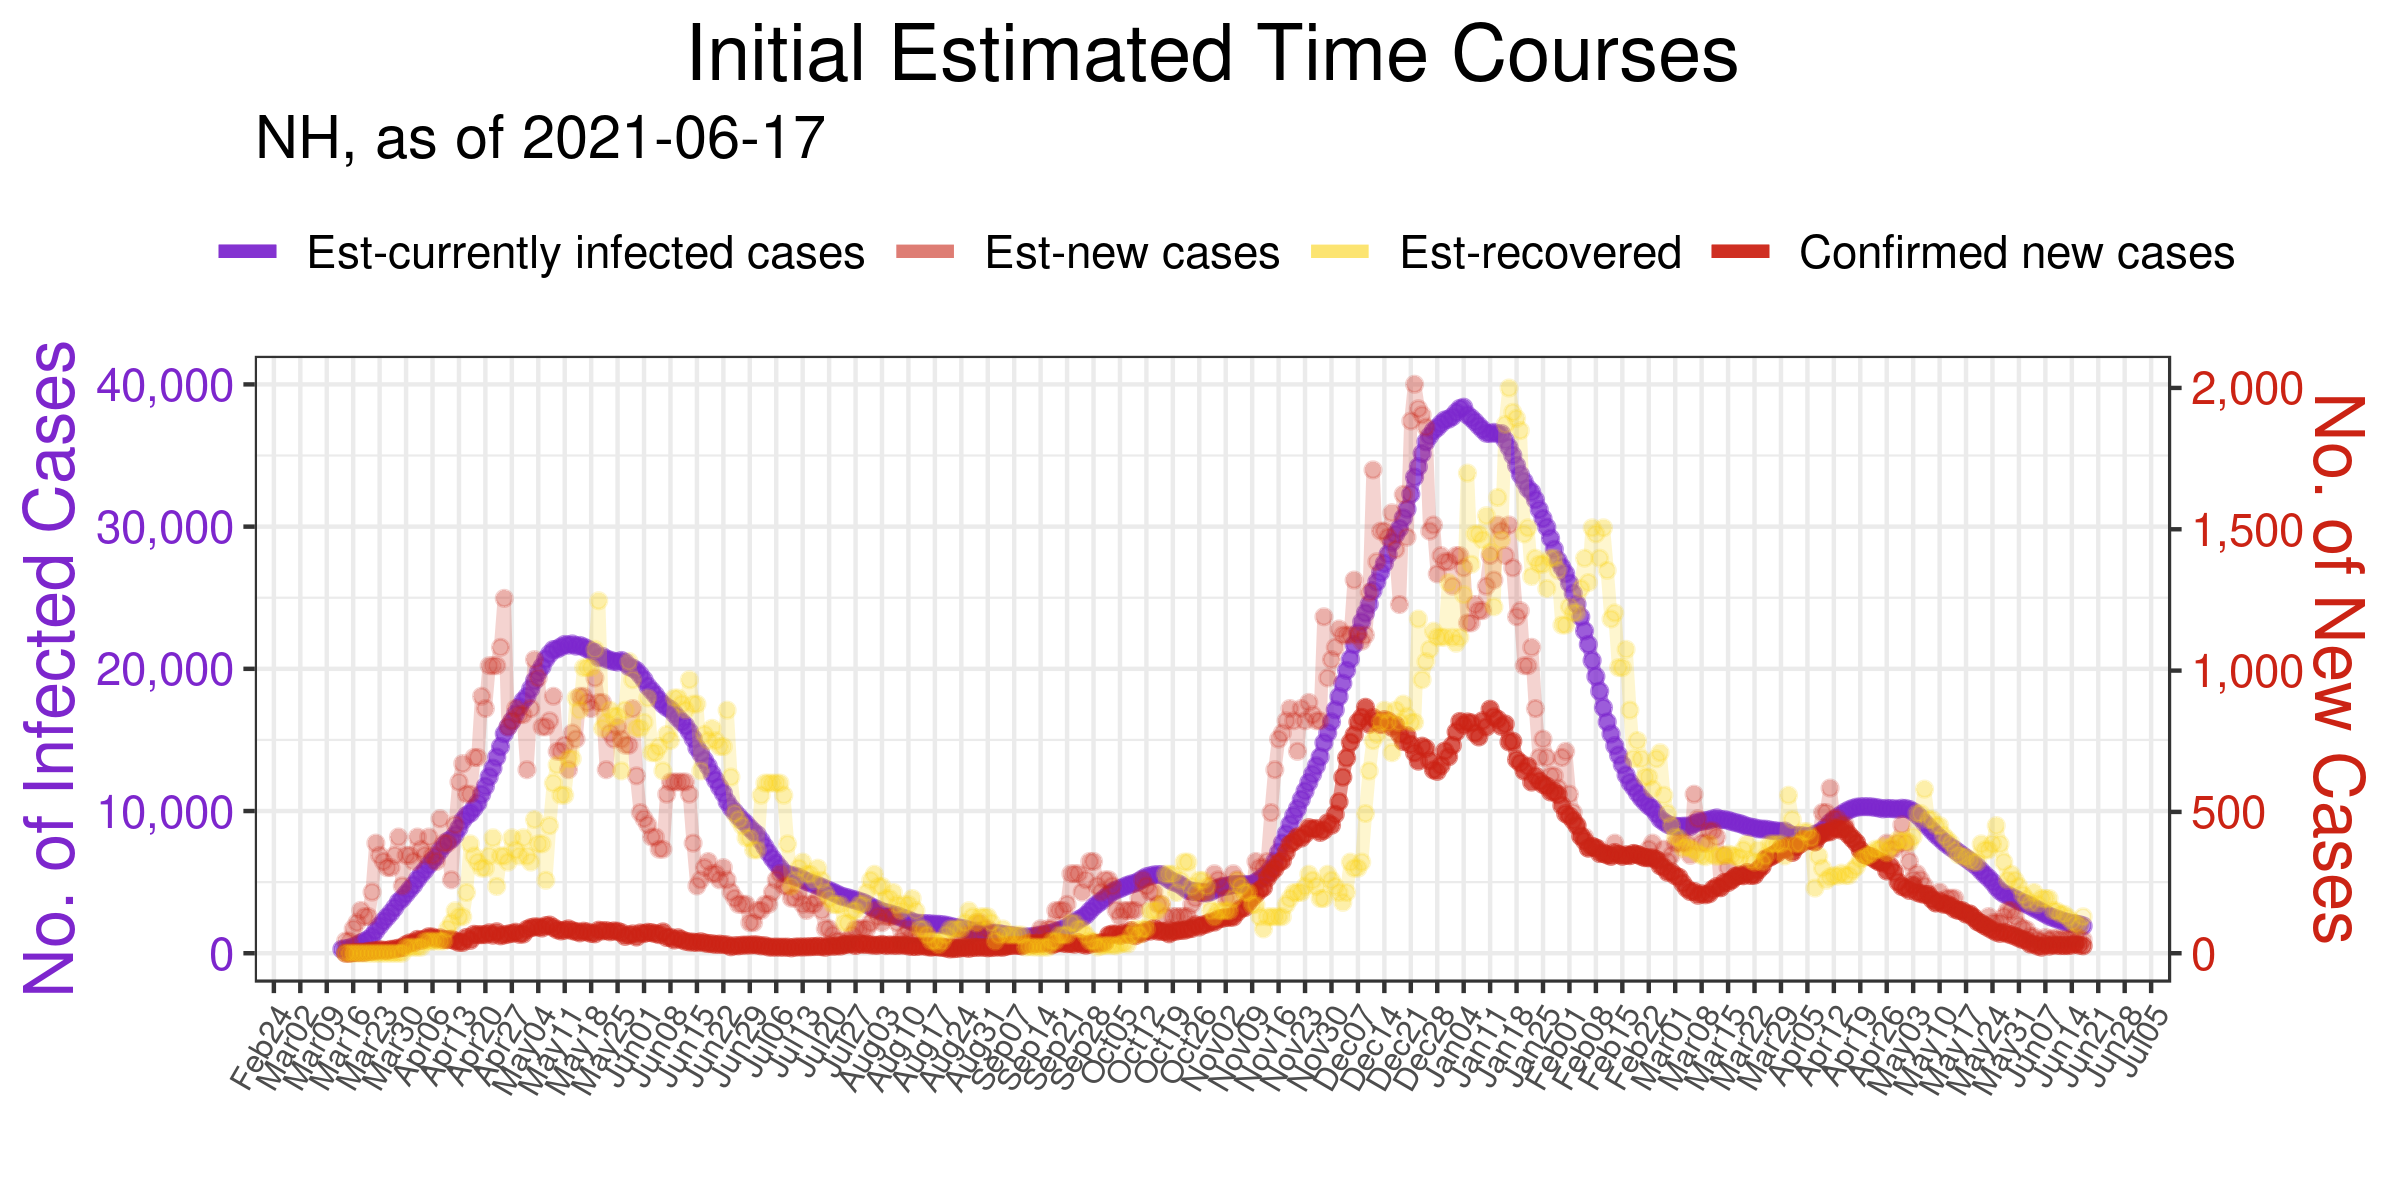 Initial Estimated Time Courses
NH, as of 2021-06-17
Est-currently infected cases
Est-new cases
Est-recovered
Confirmed new cases
No. of Infected Cases
40,000
30,000
20,000
10,000
0
2,000
1,500
1,000
500
0
No. of New Cases
Feb24
Mar02
Mar09
Mar16
Mar23
Mar30
Apr06
Apr13
Apr20
Apr27
May04
May11
May18
May25
Jun01
Jun08
Jun15
Jun22
Jun29
Jul06
Jul13
Jul20
Jul27
Aug03
Aug10
Aug17
Aug24
Aug31
Sep07
Sep14
Sep21
Sep28
Oct05
Oct12
Oct19
Oct26
Nov02
Nov09
Nov16
Nov23
Nov30
Dec07
Dec14
Dec21
Dec28
Jan04
Jan11
Jan18
Jan25
Feb01
Feb08
Feb15
Feb22
Mar01
Mar08
Mar15
Mar22
Mar29
Apr05
Apr12
Apr19
Apr26
May03
May10
May17
May24
May31
Jun07
Jun14
Jun21
Jun28
Jul05